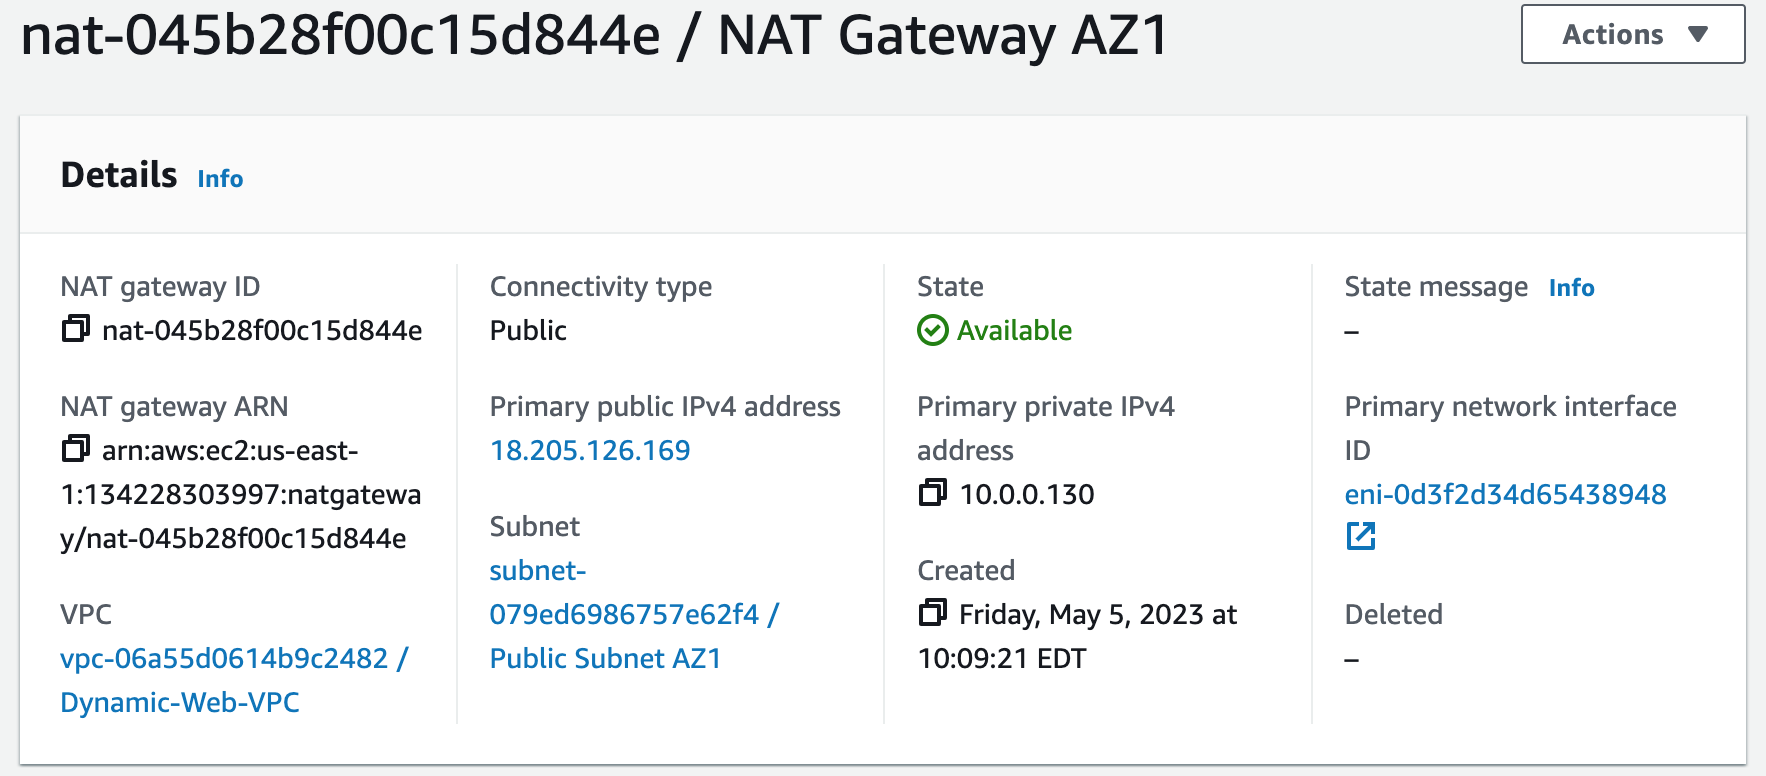 nat-045b28f00c15d844e / NAT Gateway AZ1
Actions
Details Info
NAT gateway ID
nat-045b28f00c15d844e
NAT gateway ARN
arn:aws:ec2:us-east-
1:134228303997:natgatewa
y/nat-045b28f00c15d844e
VPC
vpc-06a55d0614b9c2482 /
Dynamic-Web-VPC
Connectivity type
Public
Primary public IPv4 address
18.205.126.169
Subnet
subnet-
079ed6986757e62f4 /
Public Subnet AZ1
State
Available
Primary private IPv4
address
10.0.0.130
Created
Friday, May 5, 2023 at
10:09:21 EDT
State message Info
–
Primary network interface
ID
eni-0d3f2d34d65438948
Deleted
–